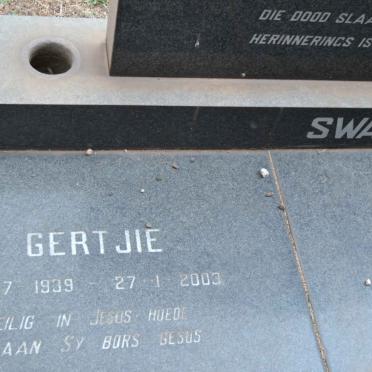 DIE DOOD SLAA
HERINNERINGS IS
SWA
GERTJIE
7 1939 - 27·1·2003
EILIG IN JESUS HOEDE
AAN SY BORS GESUS